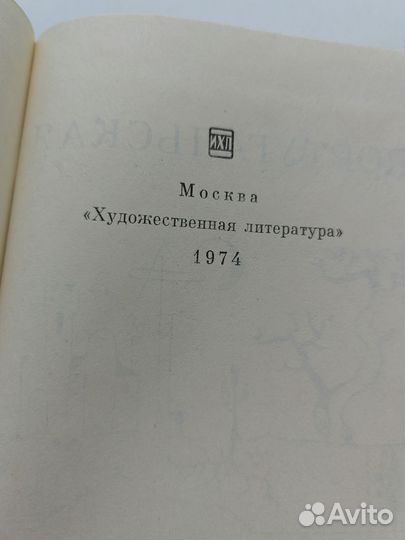 ИХЛ
Москва
«Художественная литература»
1974
Avito